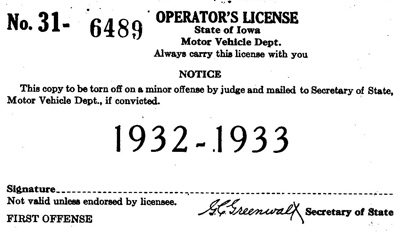 No. 31- 6489
OPERATOR'S LICENSE
State of Iowa
Motor Vehicle Dept.
Always carry this license with you
NOTICE
This copy to be torn off on a minor offense by judge and mailed to Secretary of State,
Motor Vehicle Dept., if convicted.
1932-1933
Signature
Not valid unless endorsed by licensee.
G.C. Greenwalt Secretary of State
FIRST OFFENSE